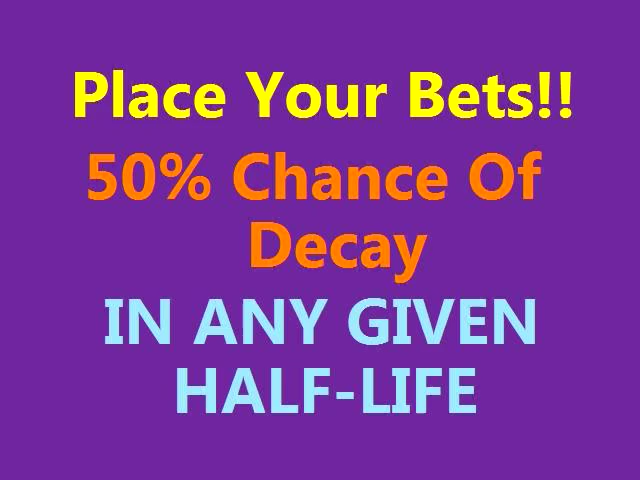 Place Your Bets!!
50% Chance Of
Decay
IN ANY GIVEN
HALF-LIFE